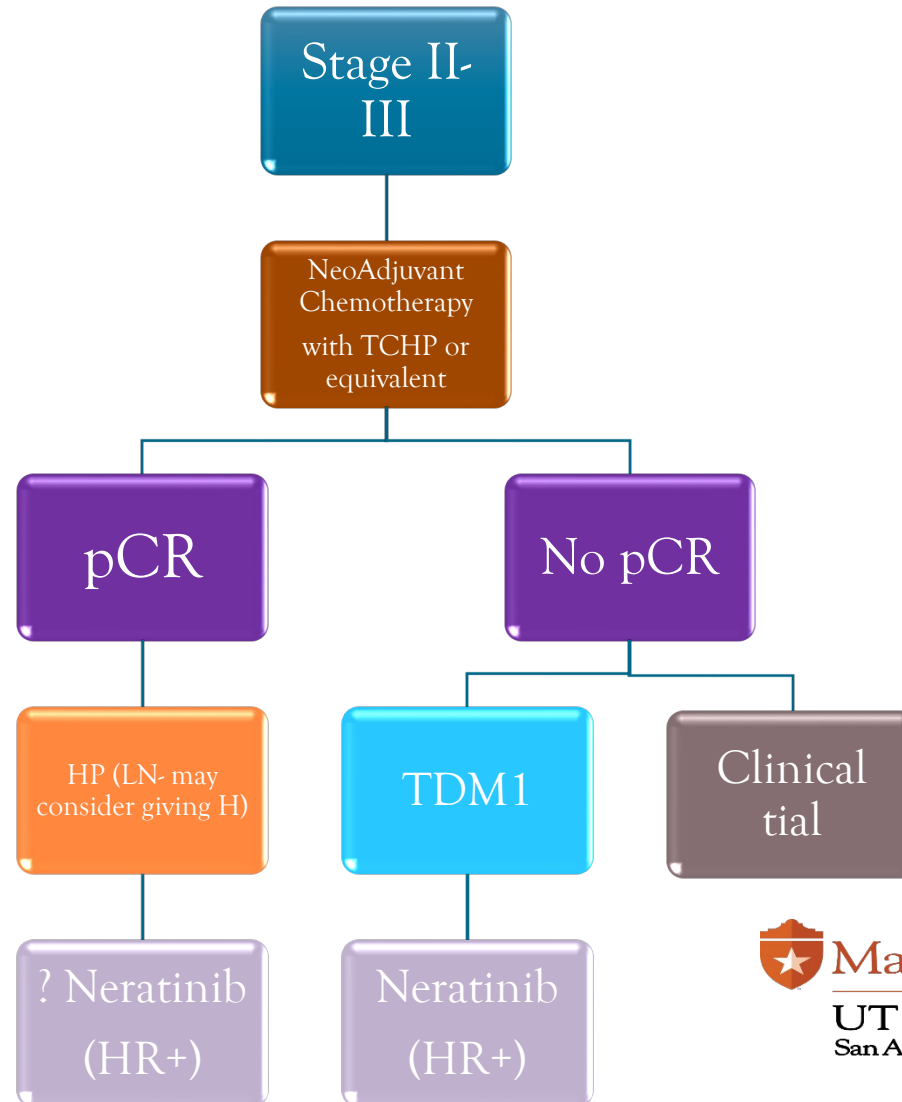 Stage II-
III
NeoAdjuvant
Chemotherapy
with TCHP or
equivalent
pCR
No pCR
HP (LN- may
consider giving H)
TDM1
Clinical
tial
? Neratinib
(HR+)
Neratinib
(HR+)
UT